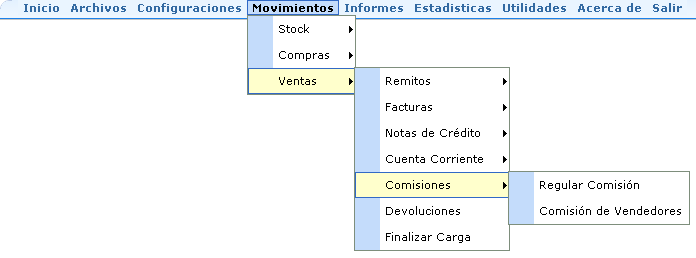 Inicio Archivos Configuraciones Movimientos Informes Estadisticas Utilidades Acerca de Salir
Stock
Compras
Ventas
Remitos
Facturas
Notas de Crédito
Cuenta Corriente
Comisiones
Devoluciones
Finalizar Carga
Regular Comisión
Comisión de Vendedores